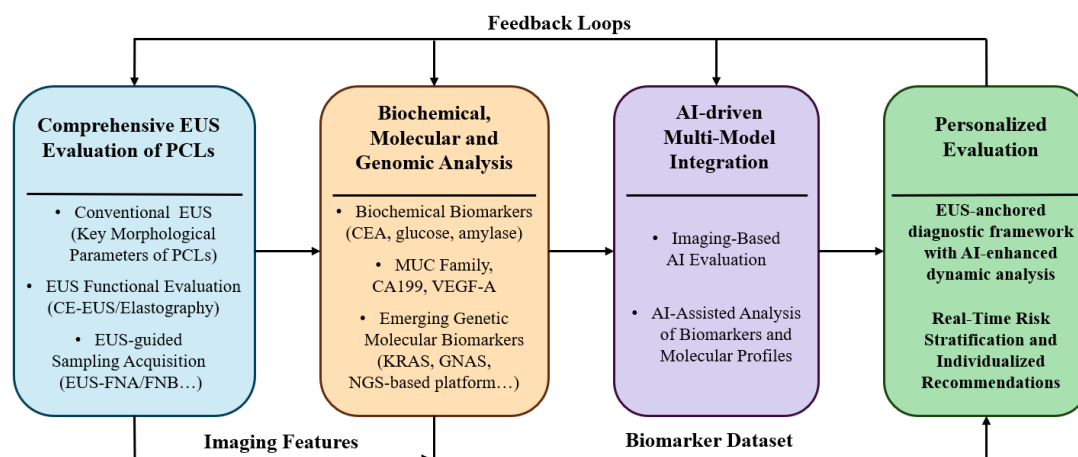 Feedback Loops
Comprehensive EUS
Evaluation of PCLs
• Conventional EUS
(Key Morphological
Parameters of PCLs)
• EUS Functional Evaluation
(CE-EUS/Elastography)
• EUS-guided
Sampling Acquisition
(EUS-FNA/FNB…)
Biochemical,
Molecular and
Genomic Analysis
• Biochemical Biomarkers
(CEA, glucose, amylase)
• MUC Family,
CA199, VEGF-A
• Emerging Genetic
Molecular Biomarkers
(KRAS, GNAS,
NGS-based platform…)
AI-driven
Multi-Model
Integration
• Imaging-Based
AI Evaluation
• AI-Assisted Analysis
of Biomarkers and
Molecular Profiles
Personalized
Evaluation
EUS-anchored
diagnostic framework
with AI-enhanced
dynamic analysis
Real-Time Risk
Stratification and
Individualized
Recommendations
Imaging Features
Biomarker Dataset